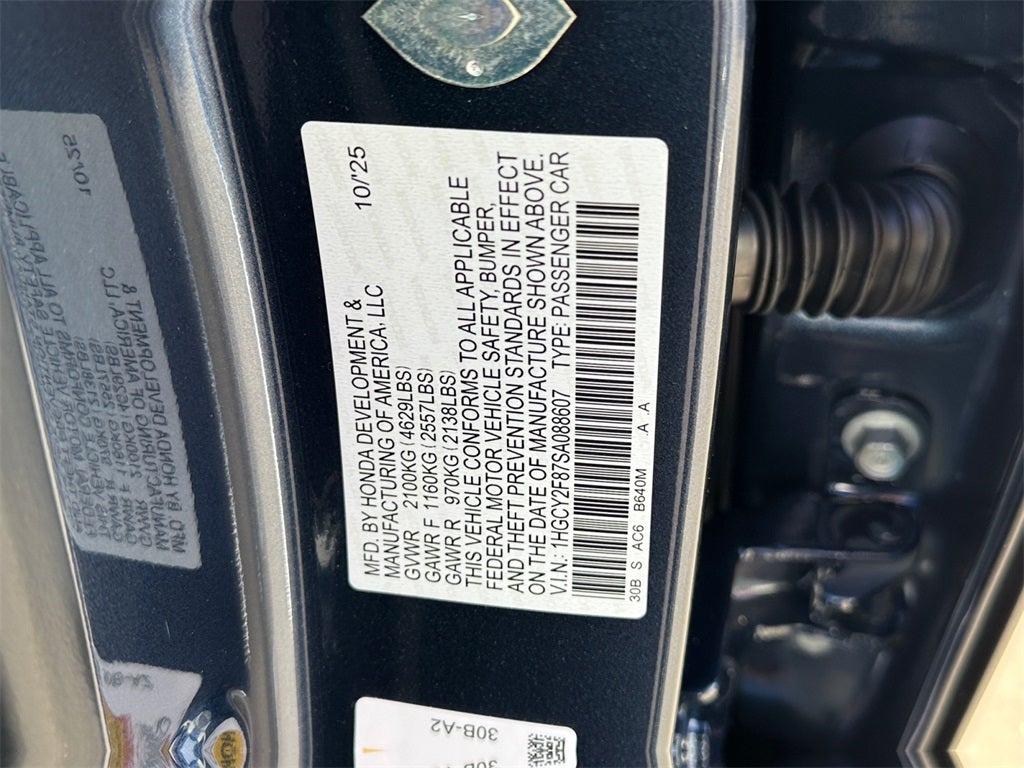 MFD. BY HONDA DEVELOPMENT & 10/'25
MANUFACTURING OF AMERICA, LLC
GVWR 2100KG (4629LBS)
GAWR F 1160KG (2557LBS)
GAWR R 970KG (2138LBS)
THIS VEHICLE CONFORMS TO ALL APPLICABLE
FEDERAL MOTOR VEHICLE SAFETY, BUMPER,
AND THEFT PREVENTION STANDARDS IN EFFECT
ON THE DATE OF MANUFACTURE SHOWN ABOVE.
V.I.N.: 1HGCY2F87SA088607 TYPE: PASSENGER CAR
30B S AC6 B640M .A .A
30B-A2